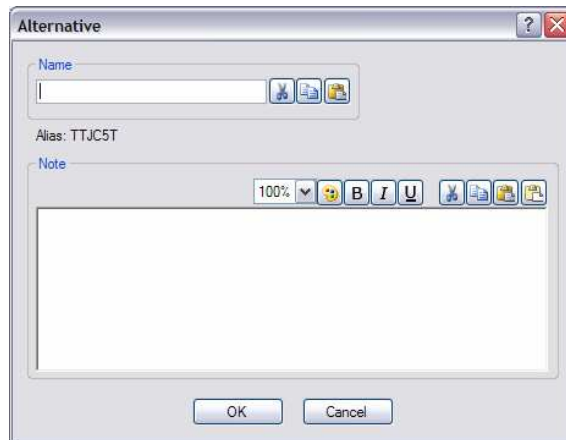 Alternative
Name
Alias: TTJC5T
Note
100% B I U
OK Cancel